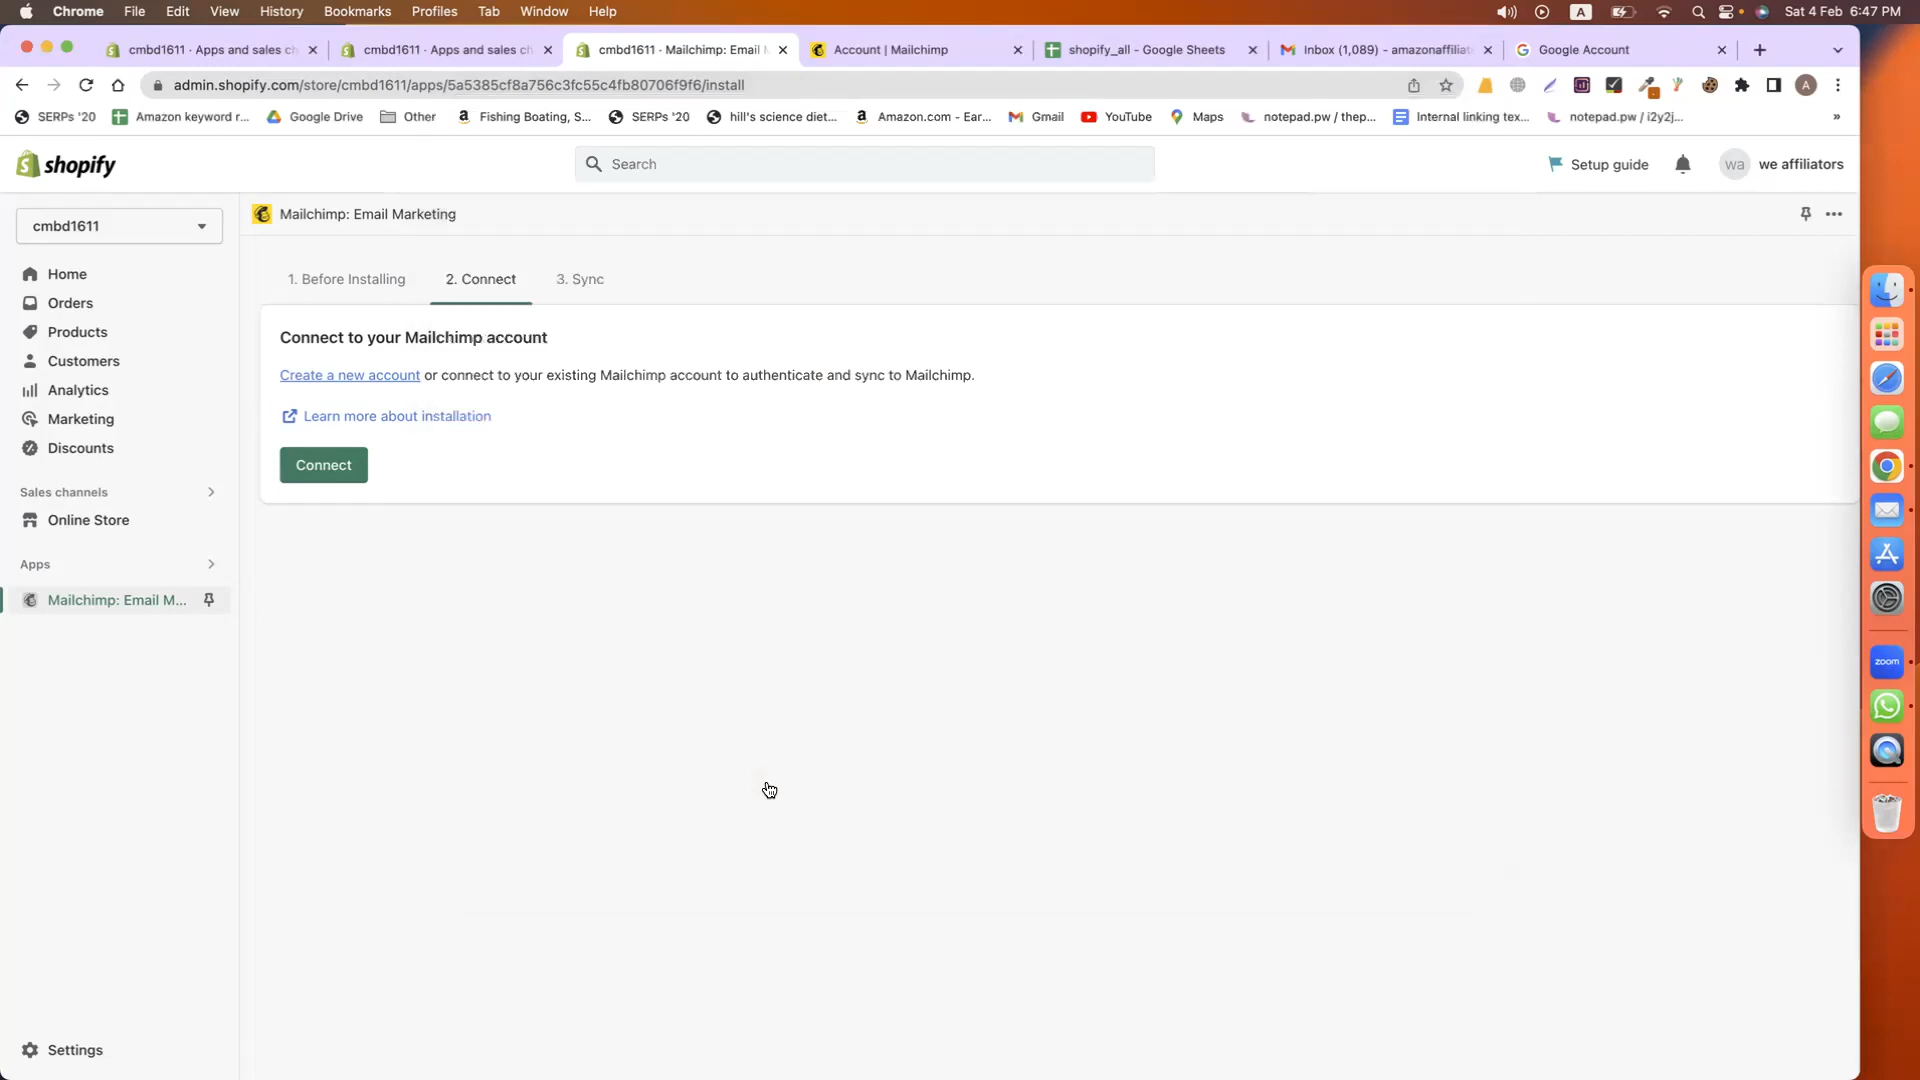 Chrome File Edit View History Bookmarks Profiles Tab Window Help A Sat 4 Feb 6:47 PM
cmbd1611 · Apps and sales ch cmbd1611 · Apps and sales ch cmbd1611 · Mailchimp: Email M Account | Mailchimp shopify_all - Google Sheets Inbox (1,089) - amazonaffiliat Google Account
admin.shopify.com/store/cmbd1611/apps/5a5385cf8a756c3fc55c4fb80706f9f6/install A
SERPs '20 Amazon keyword r... Google Drive Other Fishing Boating, S... SERPs '20 hill's science diet... Amazon.com - Ear... Gmail YouTube Maps notepad.pw / thep... Internal linking tex... notepad.pw / i2y2j... »
shopify Search Setup guide wa we affiliators
cmbd1611
Mailchimp: Email Marketing
Home
Orders
Products
Customers
Analytics
Marketing
Discounts
Sales channels
Online Store
Apps
Mailchimp: Email M...
Settings
1. Before Installing 2. Connect 3. Sync
Connect to your Mailchimp account
Create a new account or connect to your existing Mailchimp account to authenticate and sync to Mailchimp.
Learn more about installation
Connect
zoom